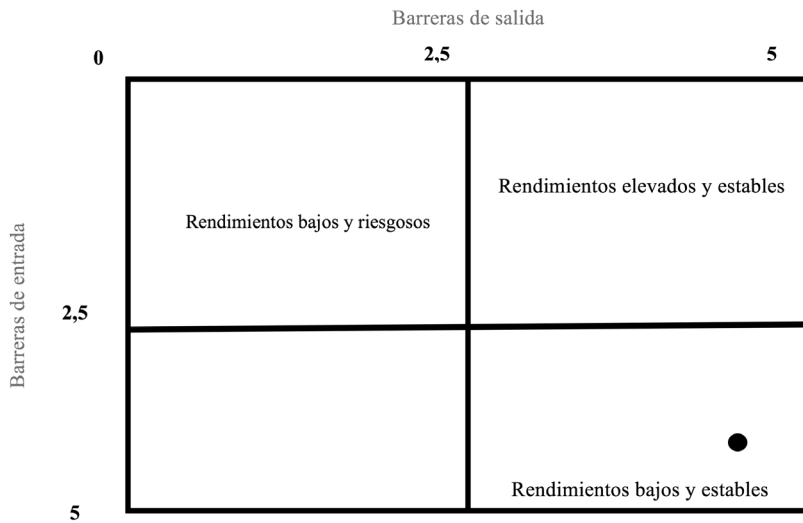 Barreras de salida
0
2,5
5
Rendimientos elevados y estables
Rendimientos bajos y riesgosos
Barreras de entrada
2,5
Rendimientos bajos y estables
5